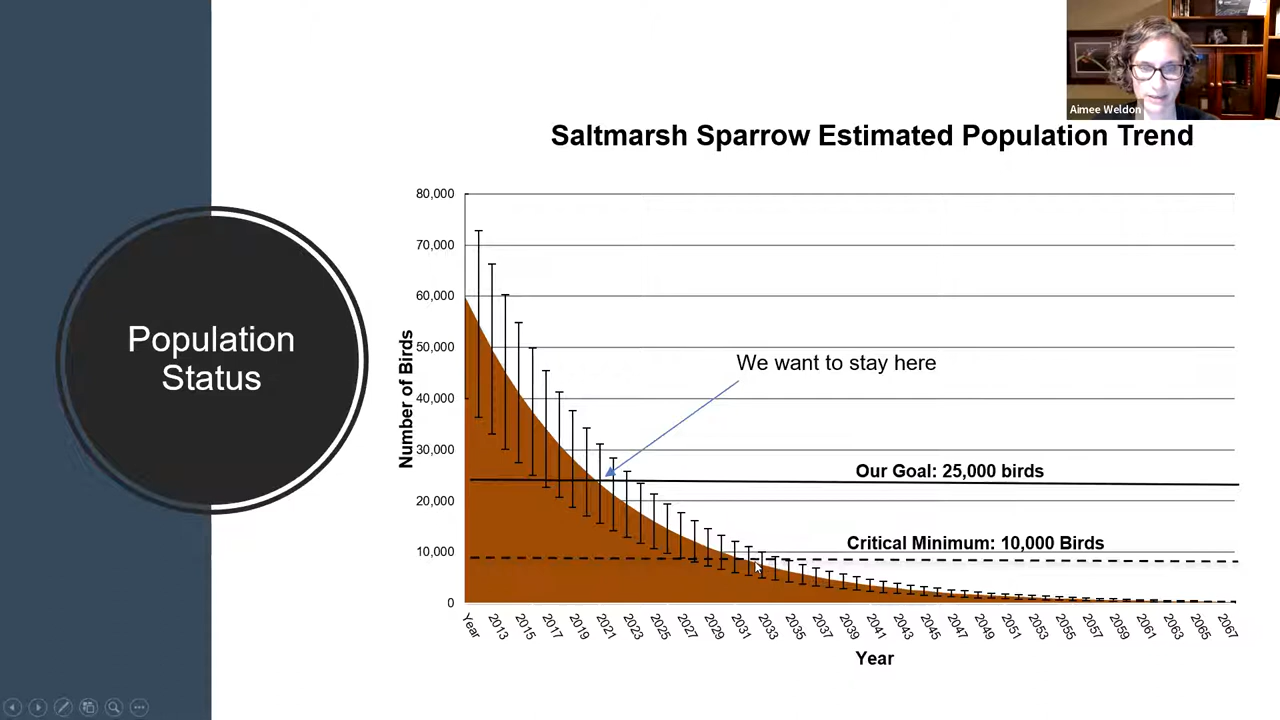 Aimee Weldon
Saltmarsh Sparrow Estimated Population Trend
Population
Status
80,000
70,000
60,000
50,000
40,000
30,000
20,000
10,000
0
Number of Birds
We want to stay here
Our Goal: 25,000 birds
Critical Minimum: 10,000 Birds
Year 2013 2015 2017 2019 2021 2023 2025 2027 2029 2031 2033 2035 2037 2039 2041 2043 2045 2047 2049 2051 2053 2055 2057 2059 2061 2063 2065 2067
Year